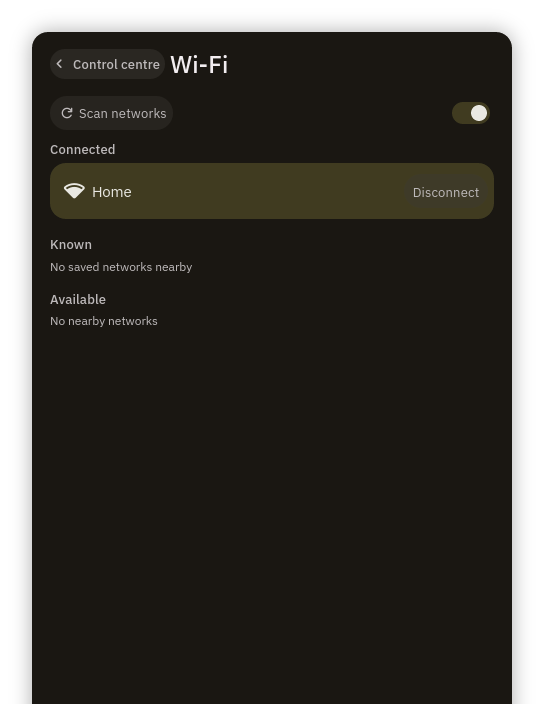 Control centre Wi-Fi
Scan networks
Connected
Home Disconnect
Known
No saved networks nearby
Available
No nearby networks